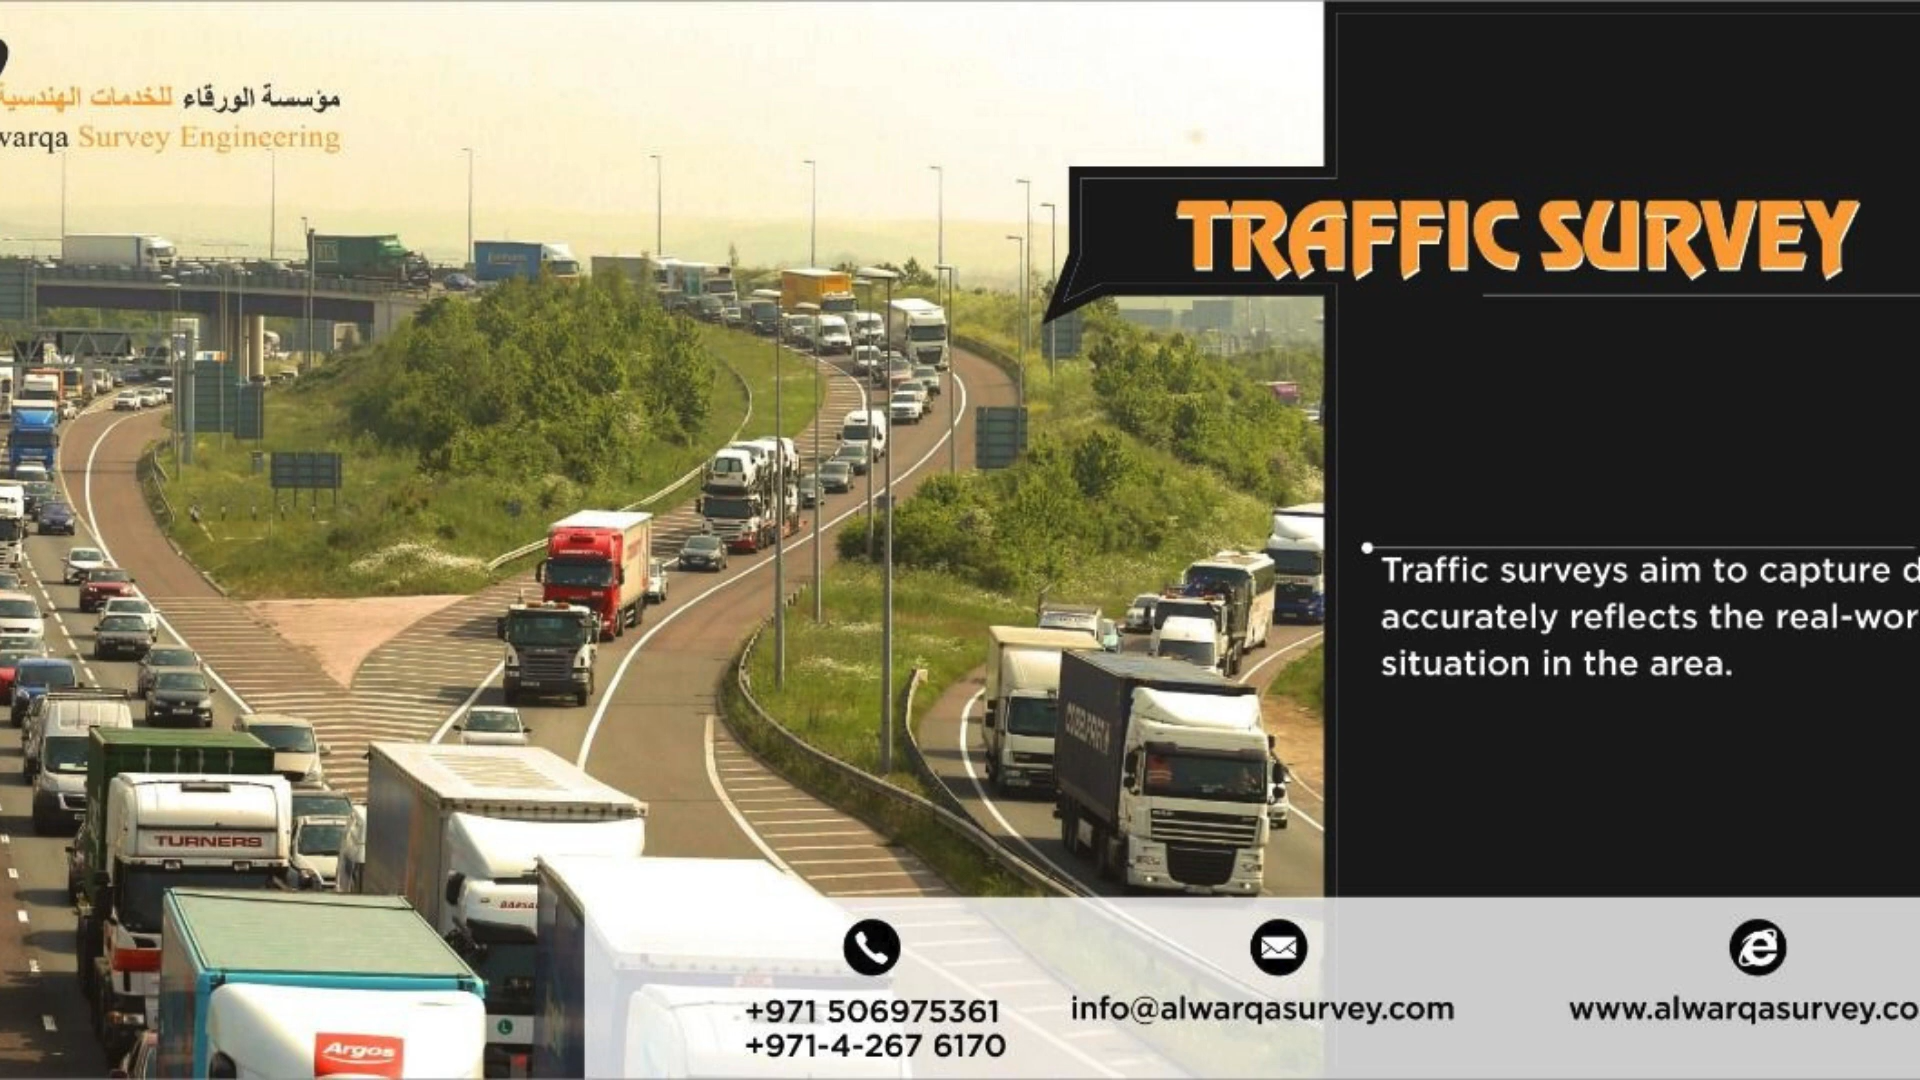 مؤسسة الورقاء للخدمات الهندسية
warqa Survey Engineering
TRAFFIC SURVEY
Traffic surveys aim to capture d
accurately reflects the real-wor
situation in the area.
TURNERS
Argos
+971 506975361
+971-4-267 6170
info@alwarqasurvey.com
www.alwarqasurvey.co